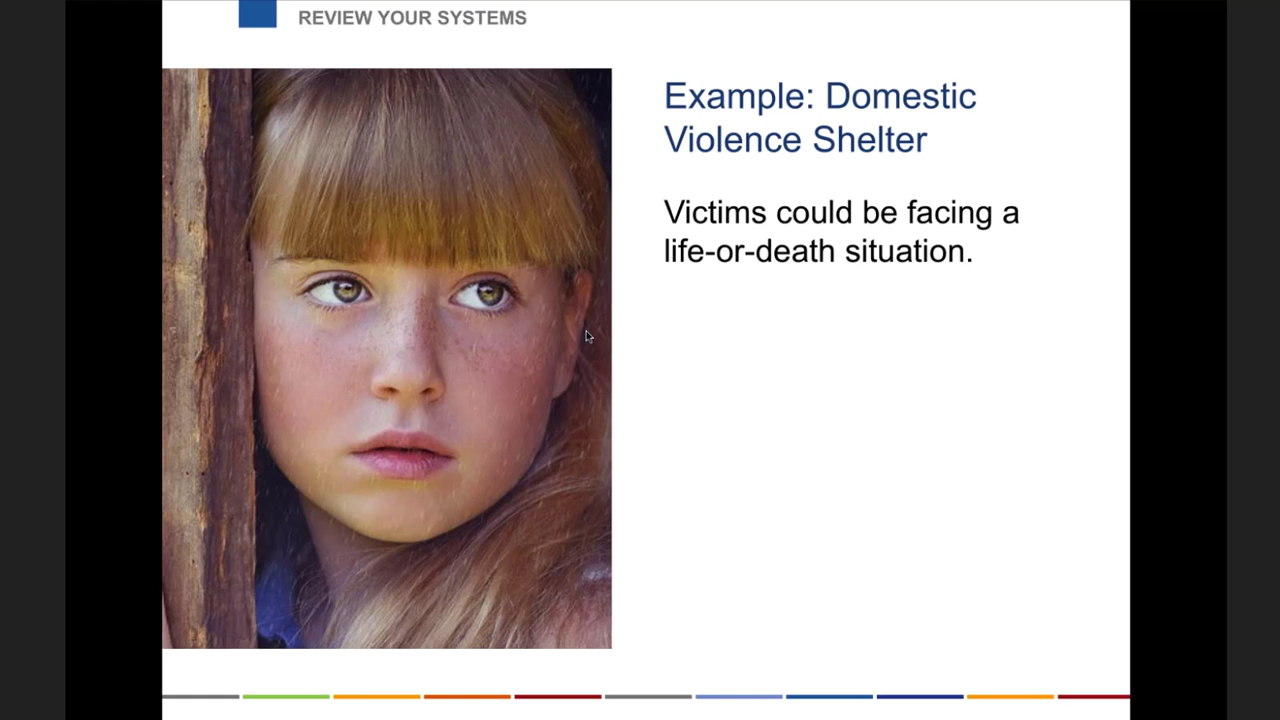 REVIEW YOUR SYSTEMS
Example: Domestic
Violence Shelter
Victims could be facing a
life-or-death situation.